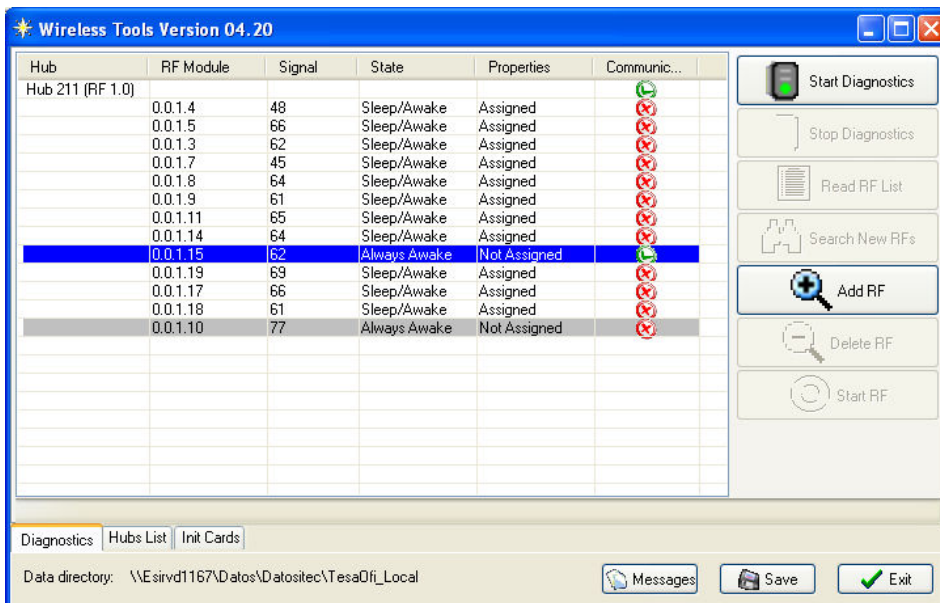 Wireless Tools Version 04.20
Hub RF Module Signal State Properties Communic...
Hub 211 (RF 1.0)
0.0.1.4 48 Sleep/Awake Assigned
0.0.1.5 66 Sleep/Awake Assigned
0.0.1.3 62 Sleep/Awake Assigned
0.0.1.7 45 Sleep/Awake Assigned
0.0.1.8 64 Sleep/Awake Assigned
0.0.1.9 61 Sleep/Awake Assigned
0.0.1.11 65 Sleep/Awake Assigned
0.0.1.14 64 Sleep/Awake Assigned
0.0.1.15 62 Always Awake Not Assigned
0.0.1.19 69 Sleep/Awake Assigned
0.0.1.17 66 Sleep/Awake Assigned
0.0.1.18 61 Sleep/Awake Assigned
0.0.1.10 77 Always Awake Not Assigned
Start Diagnostics
Stop Diagnostics
Read RF List
Search New RFs
Add RF
Delete RF
Start RF
Diagnostics Hubs List Init Cards
Data directory: \\Esirvd1167\Datos\Datositec\TesaOfi_Local
Messages Save Exit